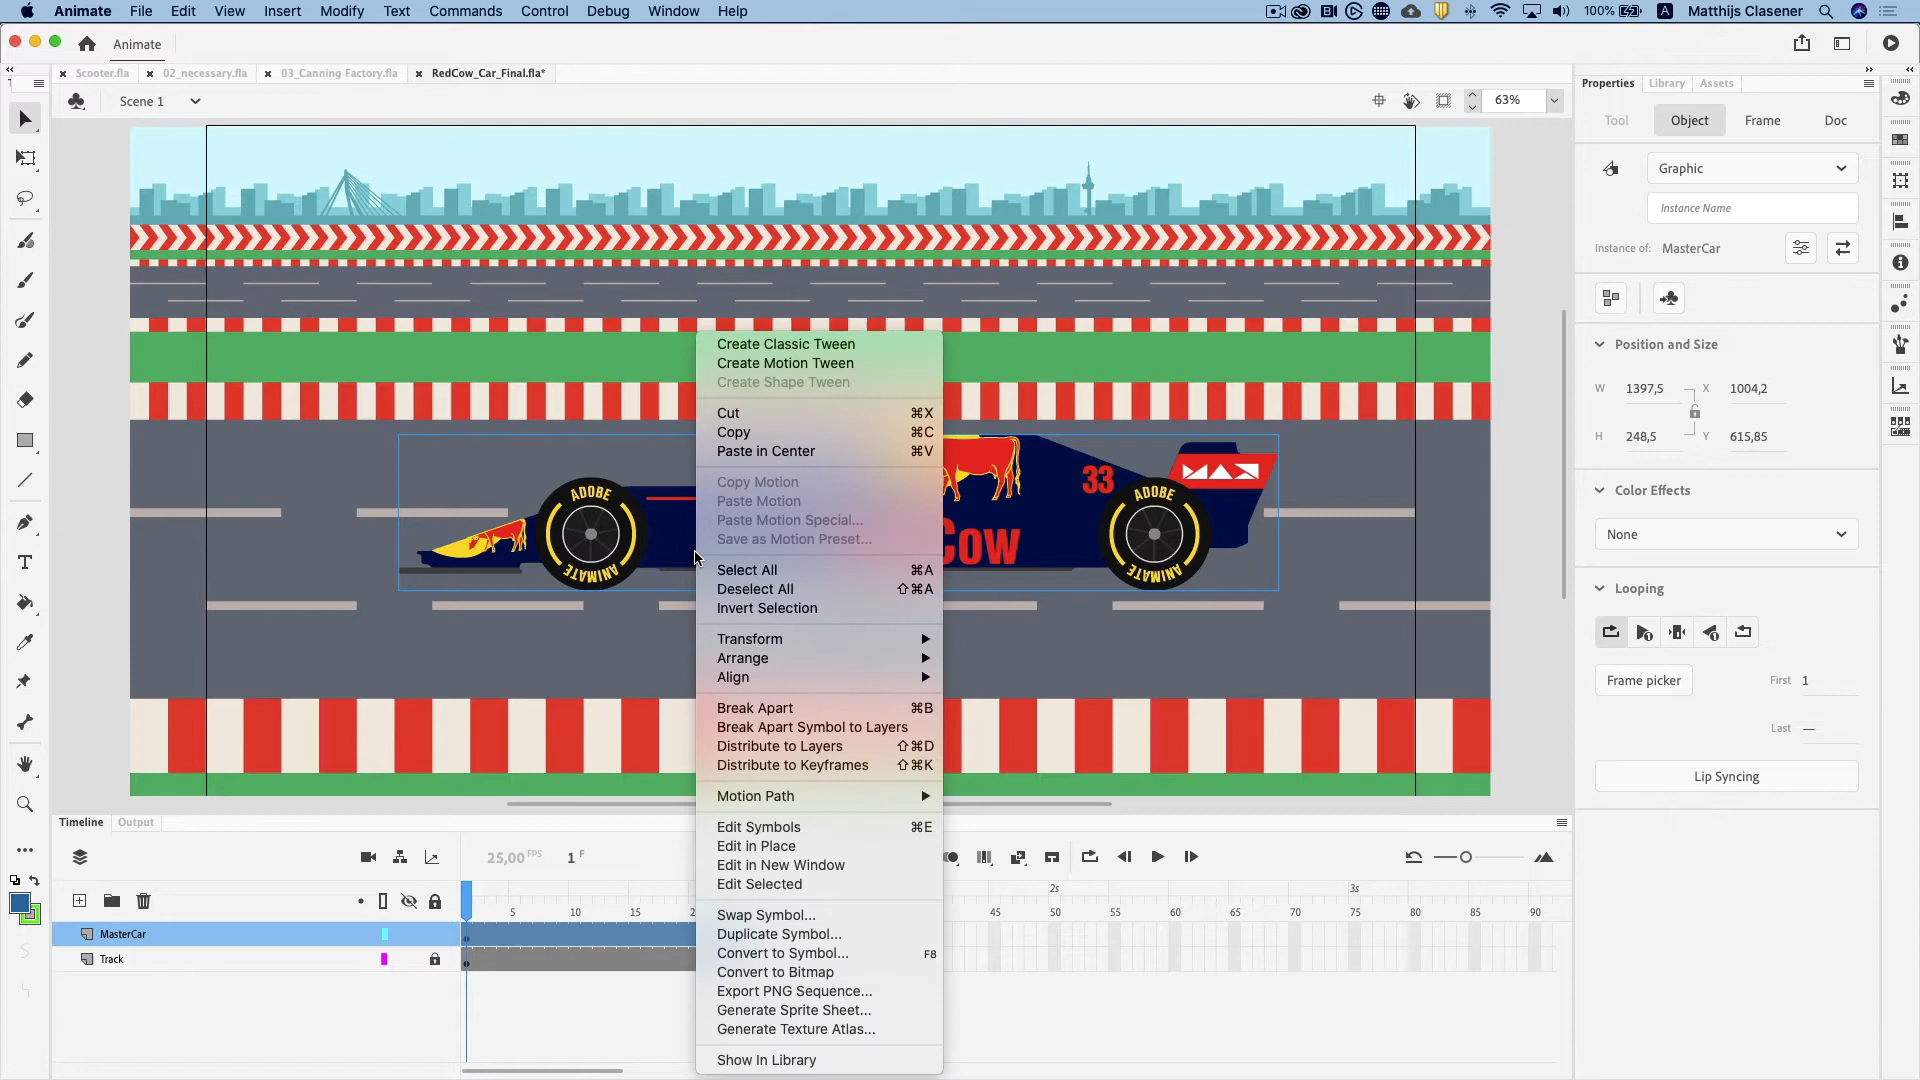 Animate File Edit View Insert Modify Text Commands Control Debug Window Help 100% A Matthijs Clasener
Animate
Scooter.fla 02_necessary.fla 03_Canning Factory.fla RedCow_Car_Final.fla*
Scene 1 63%
Properties Library Assets
Tool Object Frame Doc
Graphic
Instance Name
Instance of: MasterCar
Position and Size
W 1397,5 X 1004,2
H 248,5 Y 615,85
Color Effects
None
Looping
Frame picker First 1
Last —
Lip Syncing
Create Classic Tween
Create Motion Tween
Create Shape Tween
Cut ⌘X
Copy ⌘C
Paste in Center ⌘V
Copy Motion
Paste Motion
Paste Motion Special...
Save as Motion Preset...
Select All ⌘A
Deselect All ⇧⌘A
Invert Selection
Transform
Arrange
Align
Break Apart ⌘B
Break Apart Symbol to Layers
Distribute to Layers ⇧⌘D
Distribute to Keyframes ⇧⌘K
Motion Path
Edit Symbols ⌘E
Edit in Place
Edit in New Window
Edit Selected
Swap Symbol...
Duplicate Symbol...
Convert to Symbol... F8
Convert to Bitmap
Export PNG Sequence...
Generate Sprite Sheet...
Generate Texture Atlas...
Show In Library
ADOBE
ANIMATE
33
MAX
Cow
ADOBE
ANIMATE
Timeline Output
25,00 FPS 1 F
2s 3s
5 10 15 2 45 50 55 60 65 70 75 80 85 90
MasterCar
Track